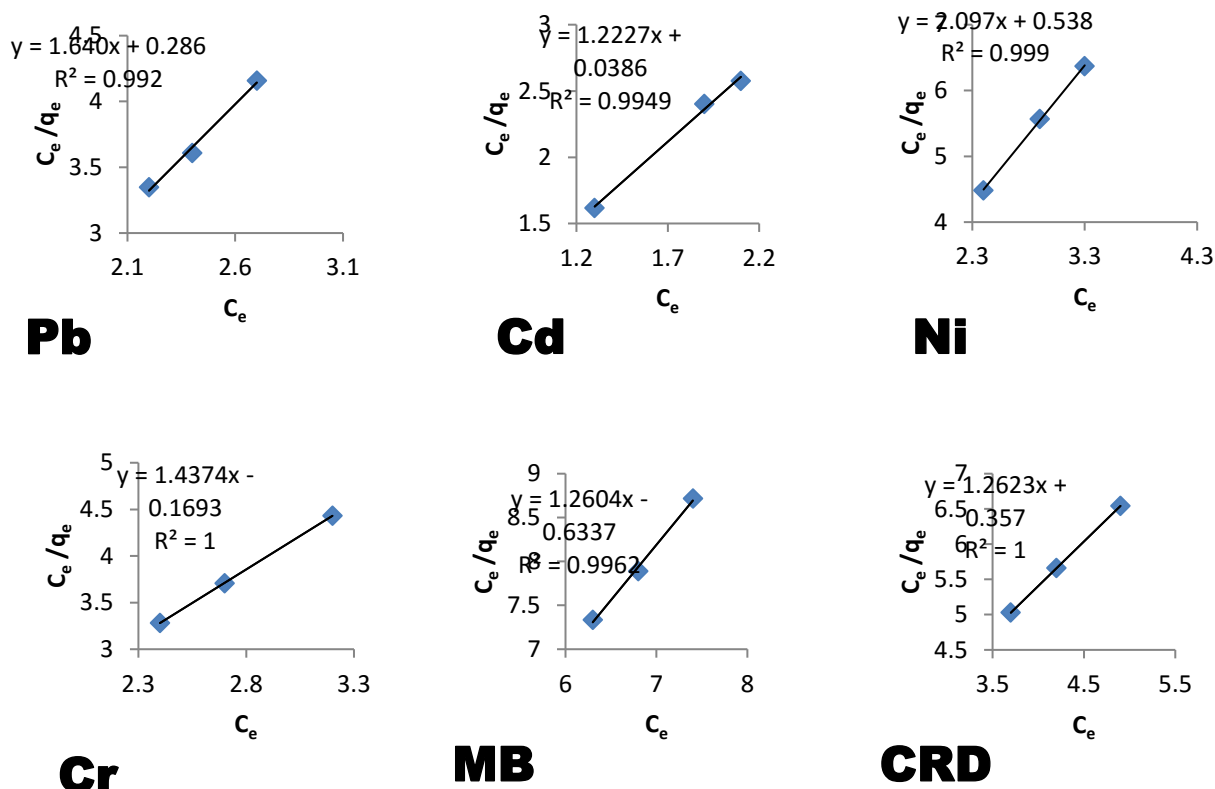 4.5
y = 1.640x + 0.286
R² = 0.992
4
3.5
3
Cₑ /qₑ
2.1 2.6 3.1
Cₑ
Pb
3
y = 1.2227x +
0.0386
R² = 0.9949
2.5
2
1.5
Cₑ /qₑ
1.2 1.7 2.2
Cₑ
Cd
7
y = 2.097x + 0.538
R² = 0.999
6
5
4
Cₑ /qₑ
2.3 3.3 4.3
Cₑ
Ni
5
y = 1.4374x -
0.1693
R² = 1
4.5
4
3.5
3
Cₑ /qₑ
2.3 2.8 3.3
Cₑ
Cr
9
y = 1.2604x -
0.6337
R² = 0.9962
8.5
8
7.5
7
Cₑ /qₑ
6 7 8
Cₑ
MB
7
y = 1.2623x +
0.357
R² = 1
6.5
6
5.5
5
4.5
Cₑ /qₑ
3.5 4.5 5.5
Cₑ
CRD